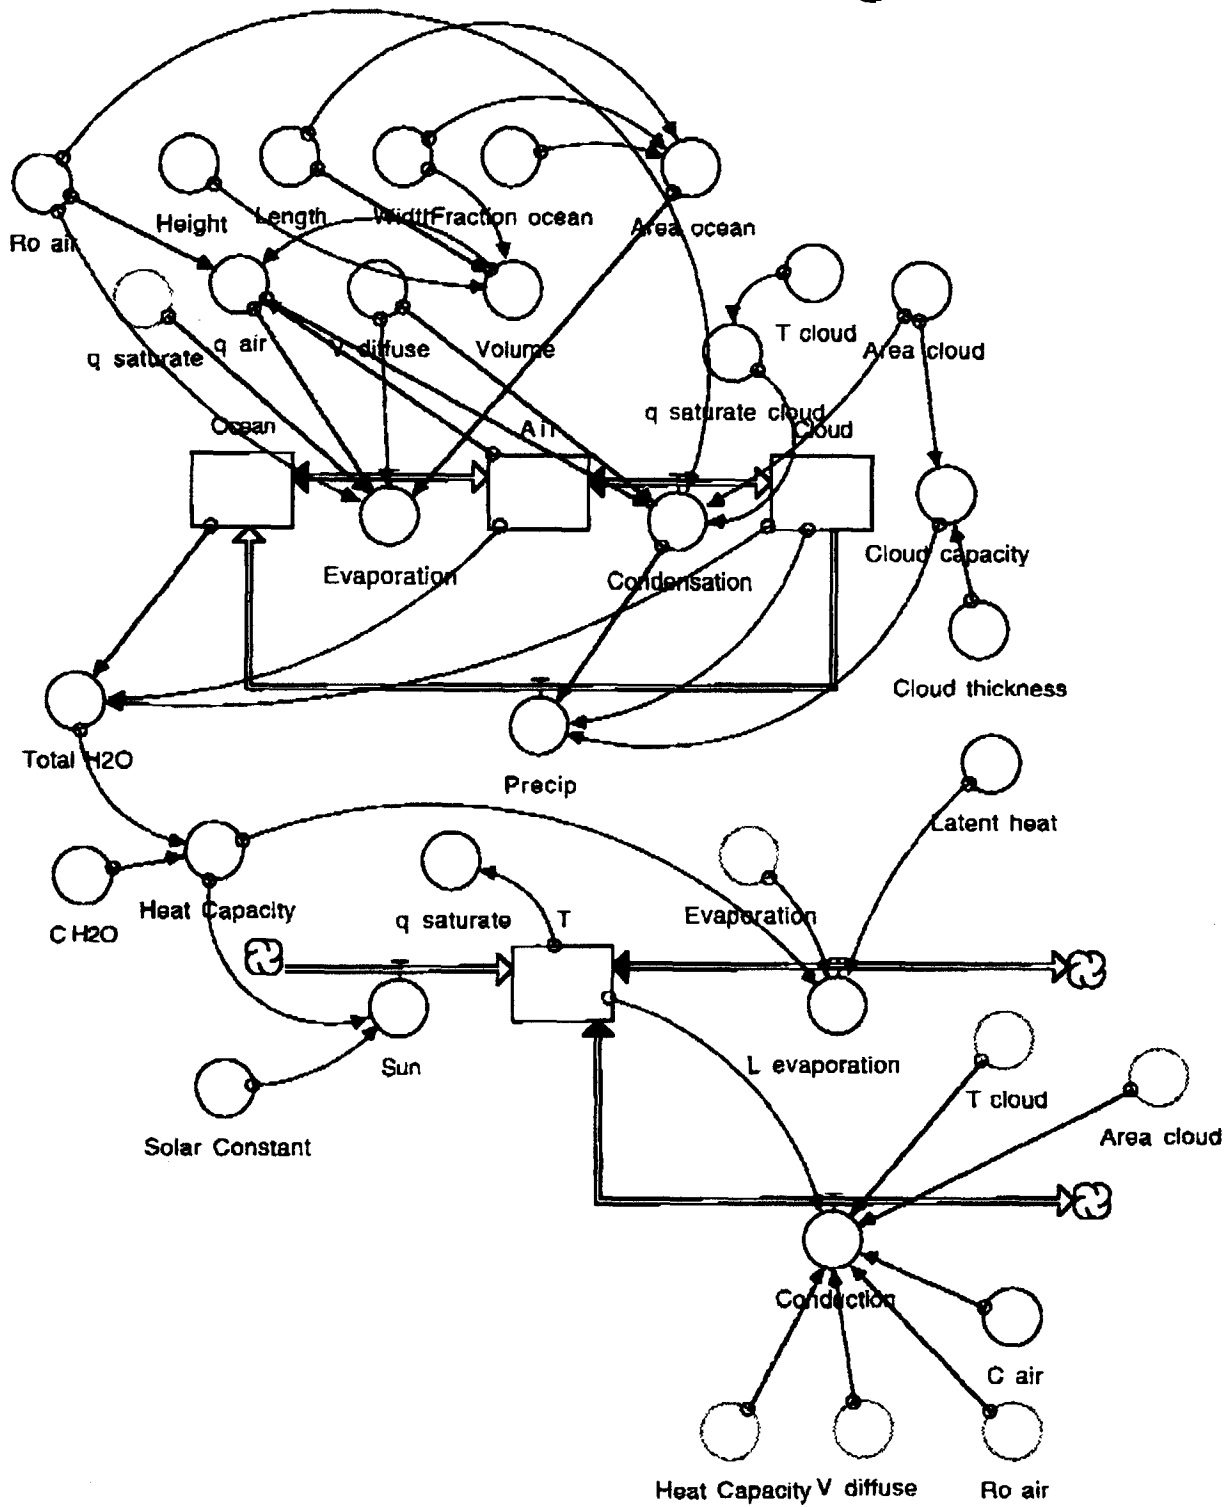 Ro air
Height
Length
Width
Fraction ocean
Area ocean
q saturate
q air
V diffuse
Volume
T cloud
Area cloud
q saturate cloud
Ocean
Air
Cloud
Evaporation
Condensation
Cloud capacity
Cloud thickness
Total H2O
Precip
Latent heat
C H2O
Heat Capacity
q saturate
T
Evaporation
Sun
L evaporation
T cloud
Area cloud
Solar Constant
Conduction
C air
Heat Capacity
V diffuse
Ro air